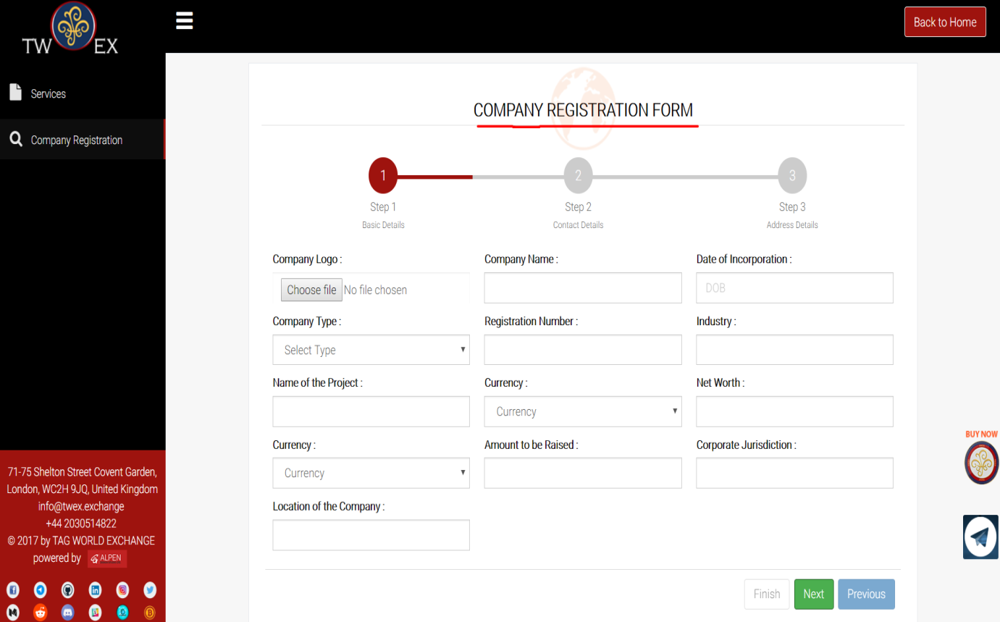 TW EX
Back to Home
Services
Company Registration
COMPANY REGISTRATION FORM
1
2
3
Step 1
Step 2
Step 3
Basic Details
Contact Details
Address Details
Company Logo :
Company Name :
Date of Incorporation :
Choose file No file chosen
DOB
Company Type :
Registration Number :
Industry :
Select Type
Name of the Project :
Currency :
Net Worth :
Currency
Currency :
Amount to be Raised :
Corporate Jurisdiction :
Currency
Location of the Company :
Finish
Next
Previous
BUY NOW
71-75 Shelton Street Covent Garden,
London, WC2H 9JQ, United Kingdom
info@twex.exchange
+44 2030514822
© 2017 by TAG WORLD EXCHANGE
powered by ALPEN